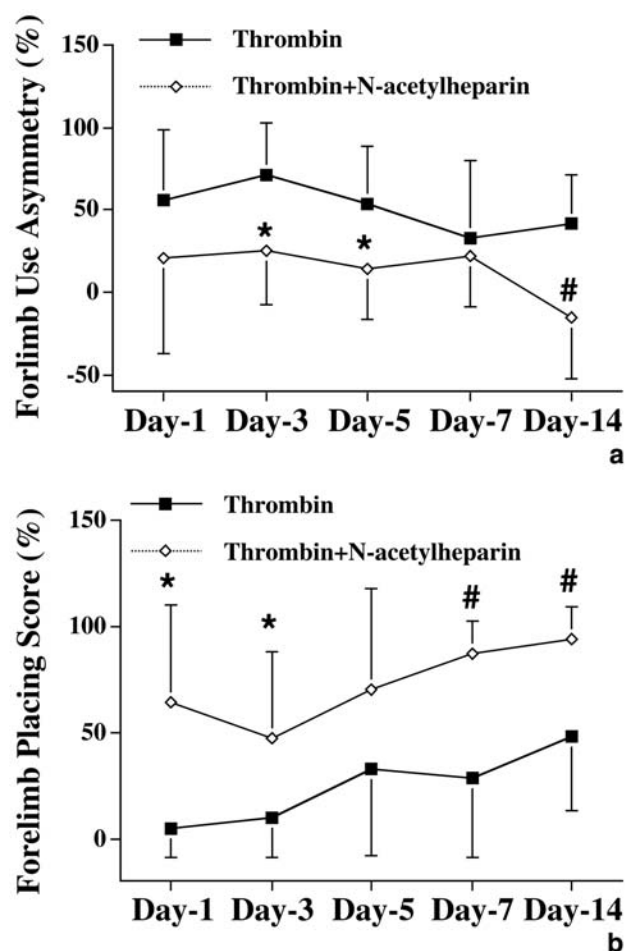 150
Thrombin
Thrombin+N-acetylheparin
100
50
0
-50
Forlimb Use Asymmetry (%)
*
*
#
Day-1 Day-3 Day-5 Day-7 Day-14
a
150
Thrombin
Thrombin+N-acetylheparin
100
50
0
Forelimb Placing Score (%)
*
*
#
#
Day-1 Day-3 Day-5 Day-7 Day-14
b